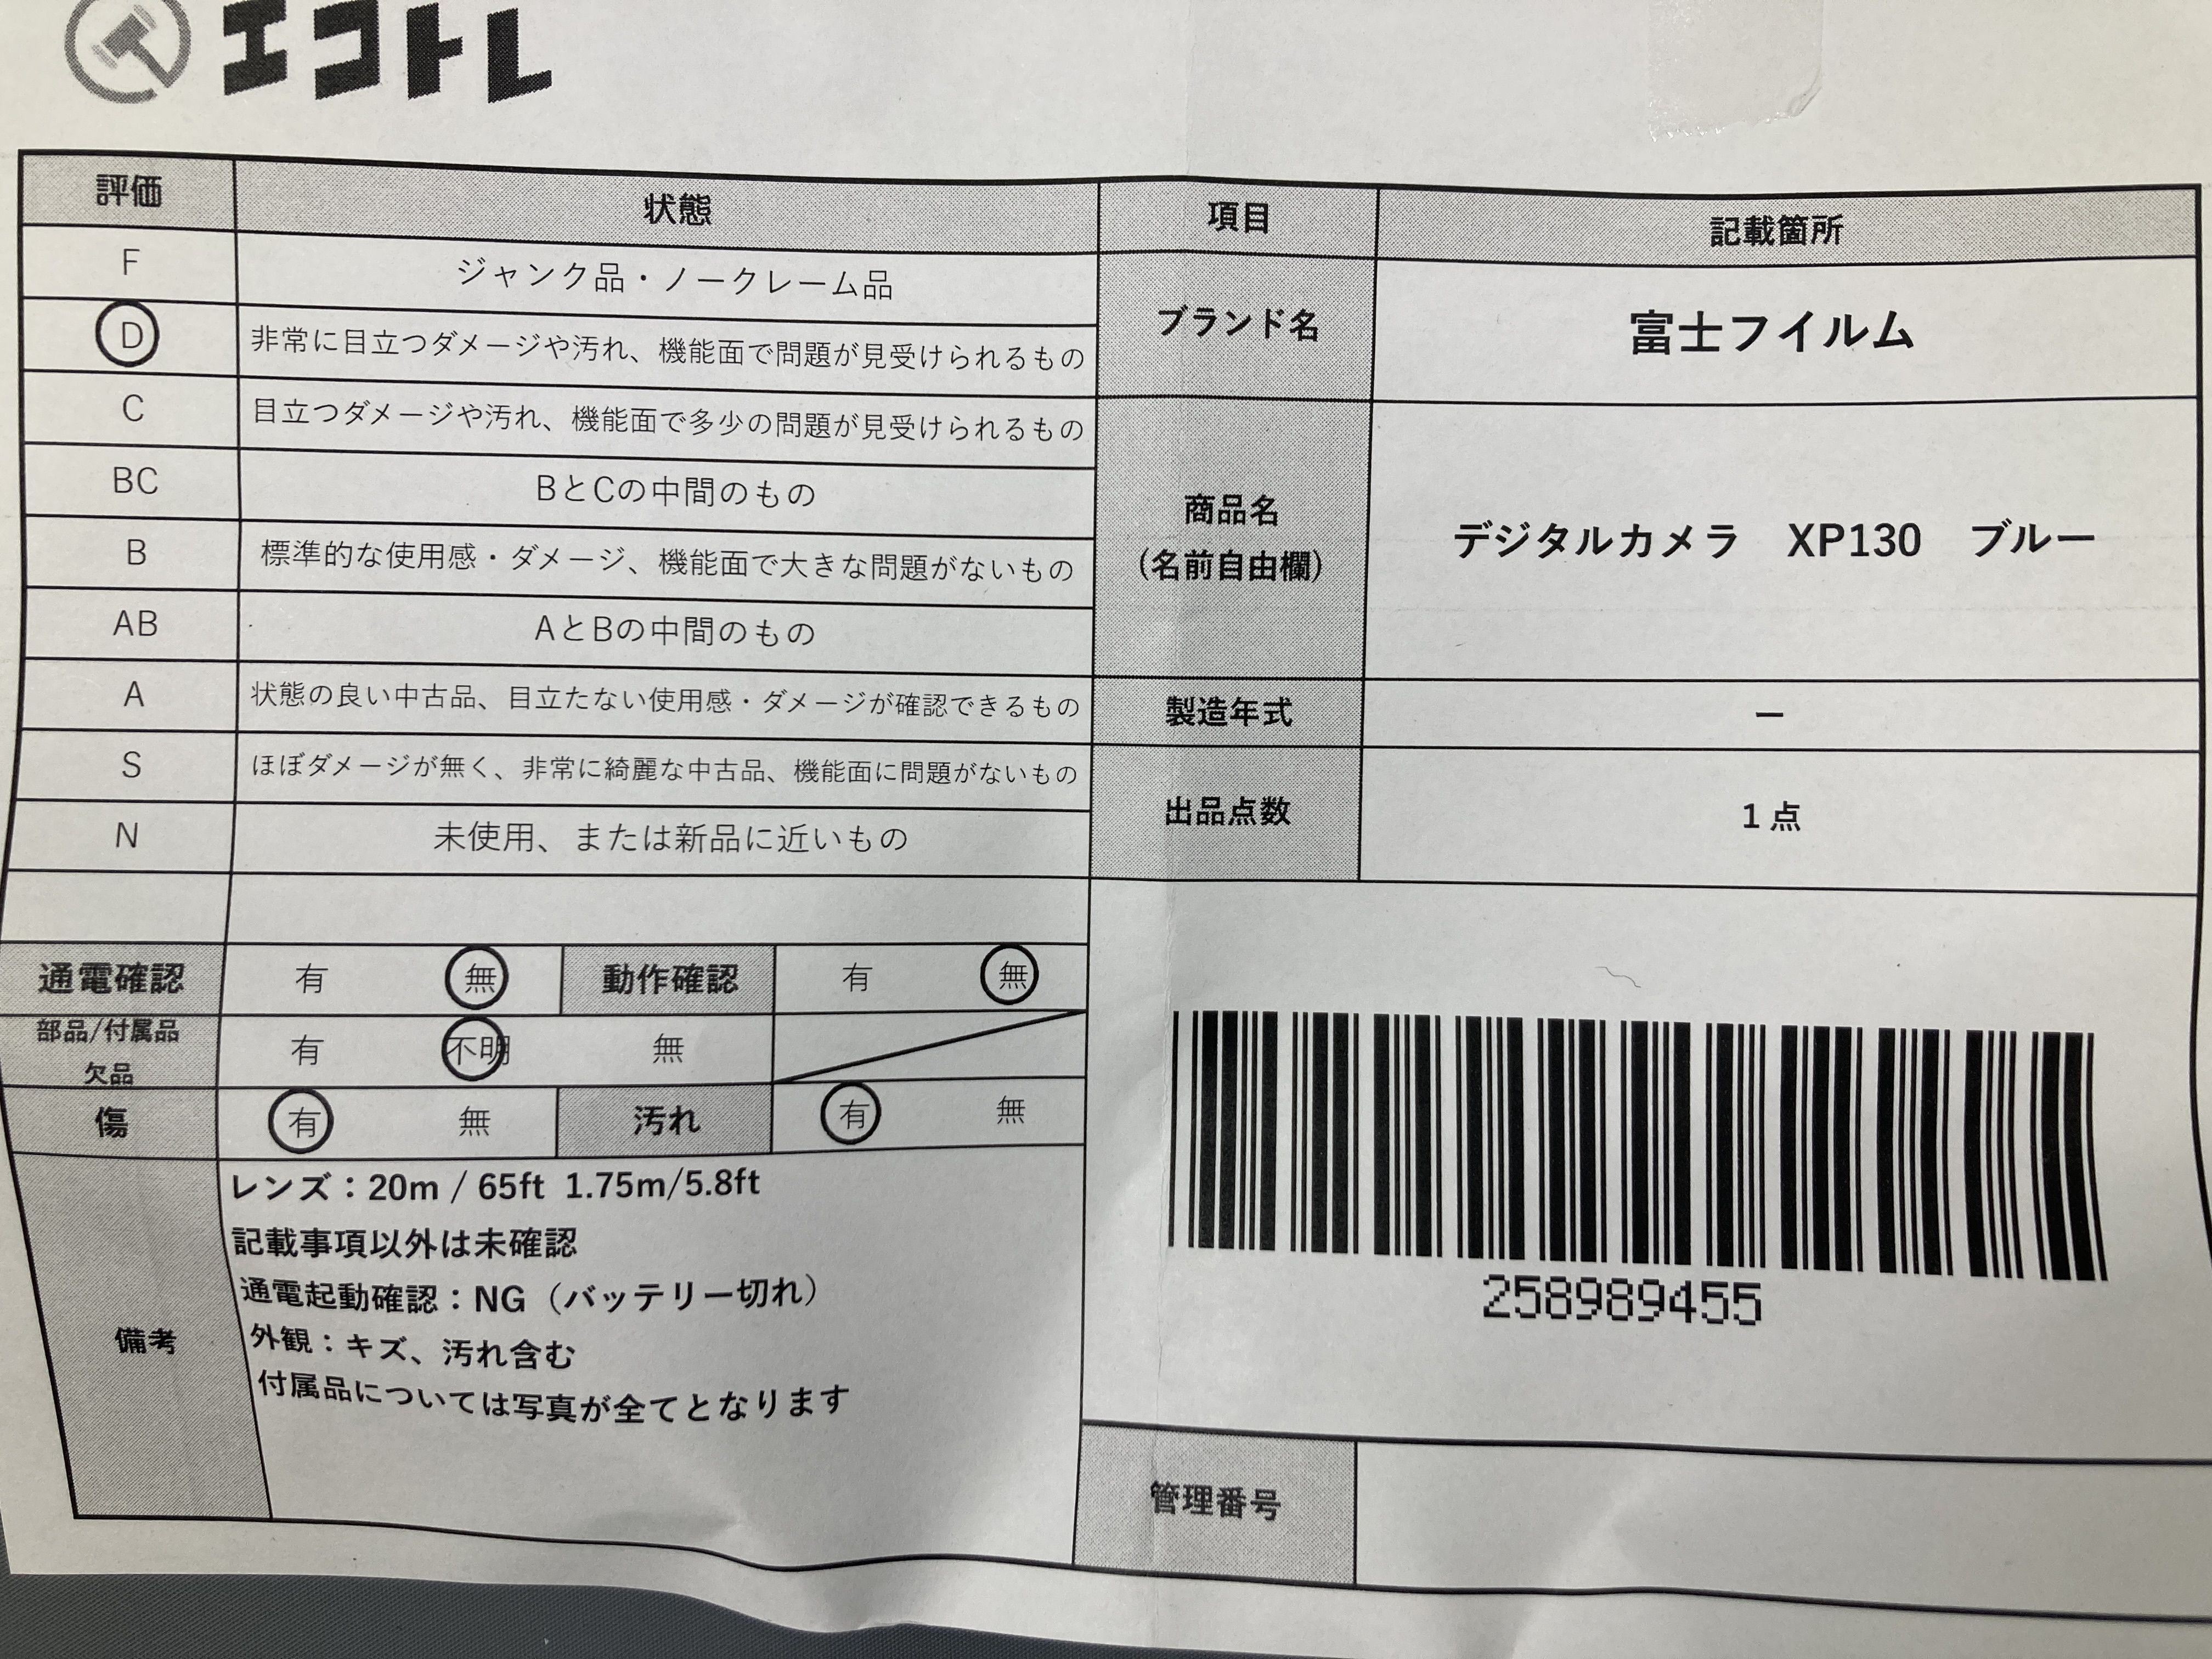 エコトレ
評価 状態 項目 記載箇所
F ジャンク品・ノークレーム品
D 非常に目立つダメージや汚れ、機能面で問題が見受けられるもの
C 目立つダメージや汚れ、機能面で多少の問題が見受けられるもの
BC BとCの中間のもの
B 標準的な使用感・ダメージ、機能面で大きな問題がないもの
AB AとBの中間のもの
A 状態の良い中古品、目立たない使用感・ダメージが確認できるもの
S ほぼダメージが無く、非常に綺麗な中古品、機能面に問題がないもの
N 未使用、または新品に近いもの
ブランド名 富士フイルム
商品名
(名前自由欄)
デジタルカメラ　XP130　ブルー
製造年式 ー
出品点数 1点
通電確認 有 無 動作確認 有 無
部品/付属品
欠品
有 不明 無
傷 有 無 汚れ 有 無
備考
レンズ：20m / 65ft 1.75m/5.8ft
記載事項以外は未確認
通電起動確認：NG（バッテリー切れ）
外観：キズ、汚れ含む
付属品については写真が全てとなります
258989455
管理番号